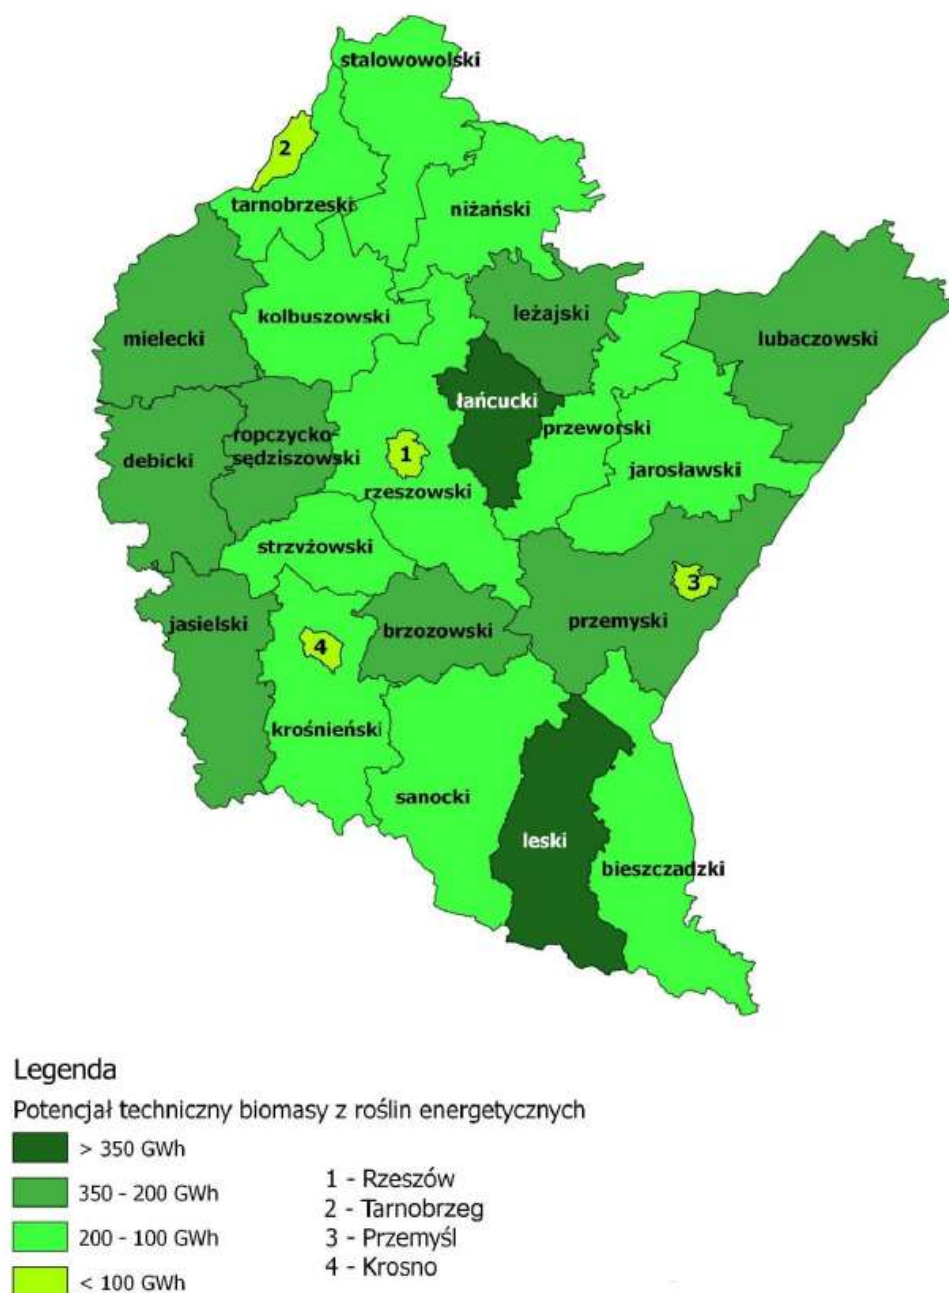 stalowowolski
2
tarnobrzeski
niżański
kolbuszowski
leżajski
mielecki
lubaczowski
łańcucki
ropczycko-
sędziszowski
debicki
1
przeworski
jarosławski
rzeszowski
strzyżowski
3
jasielski
brzozowski
przemyski
4
krośnieński
sanocki
leski
bieszczadzki
Legenda
Potencjał techniczny biomasy z roślin energetycznych
> 350 GWh
350 - 200 GWh
200 - 100 GWh
< 100 GWh
1 - Rzeszów
2 - Tarnobrzeg
3 - Przemyśl
4 - Krosno